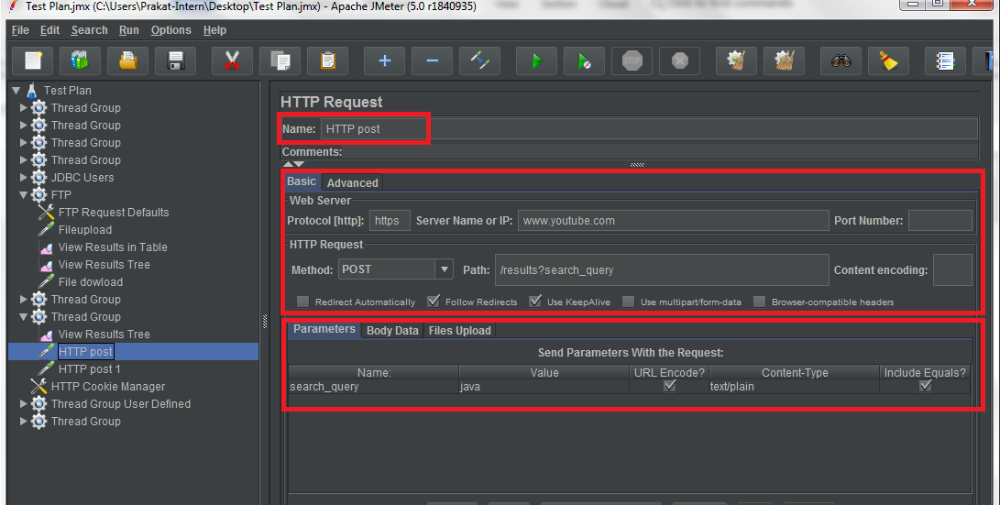 Test Plan.jmx (C:\Users\Prakat-Intern\Desktop\Test Plan.jmx) - Apache JMeter (5.0 r1840935)
File Edit Search Run Options Help
STOP
Test Plan
Thread Group
Thread Group
Thread Group
Thread Group
JDBC Users
FTP
FTP Request Defaults
Fileupload
View Results in Table
View Results Tree
File dowload
Thread Group
Thread Group
View Results Tree
HTTP post
HTTP post 1
HTTP Cookie Manager
Thread Group User Defined
Thread Group
HTTP Request
Name: HTTP post
Comments:
Basic Advanced
Web Server
Protocol [http]: https Server Name or IP: www.youtube.com Port Number:
HTTP Request
Method: POST Path: /results?search_query Content encoding:
Redirect Automatically Follow Redirects Use KeepAlive Use multipart/form-data Browser-compatible headers
Parameters Body Data Files Upload
Send Parameters With the Request:
Name: Value URL Encode? Content-Type Include Equals?
search_query java text/plain